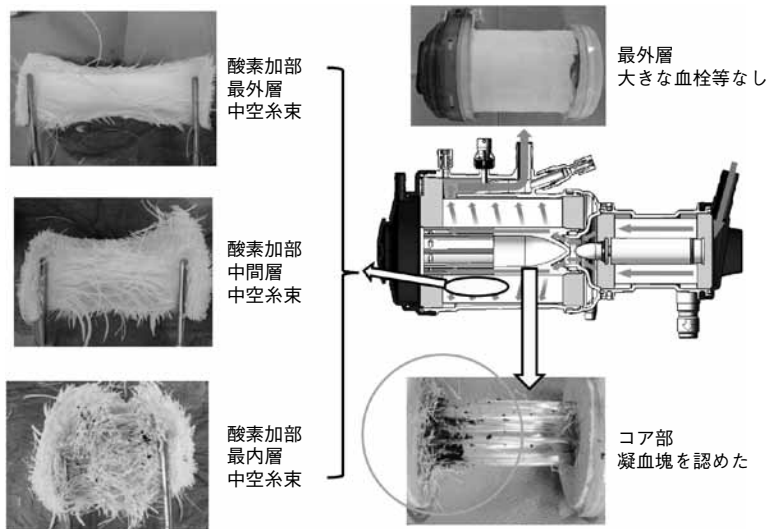 酸素加部
最外層
中空糸束
最外層
大きな血栓等なし
酸素加部
中間層
中空糸束
酸素加部
最内層
中空糸束
コア部
凝血塊を認めた